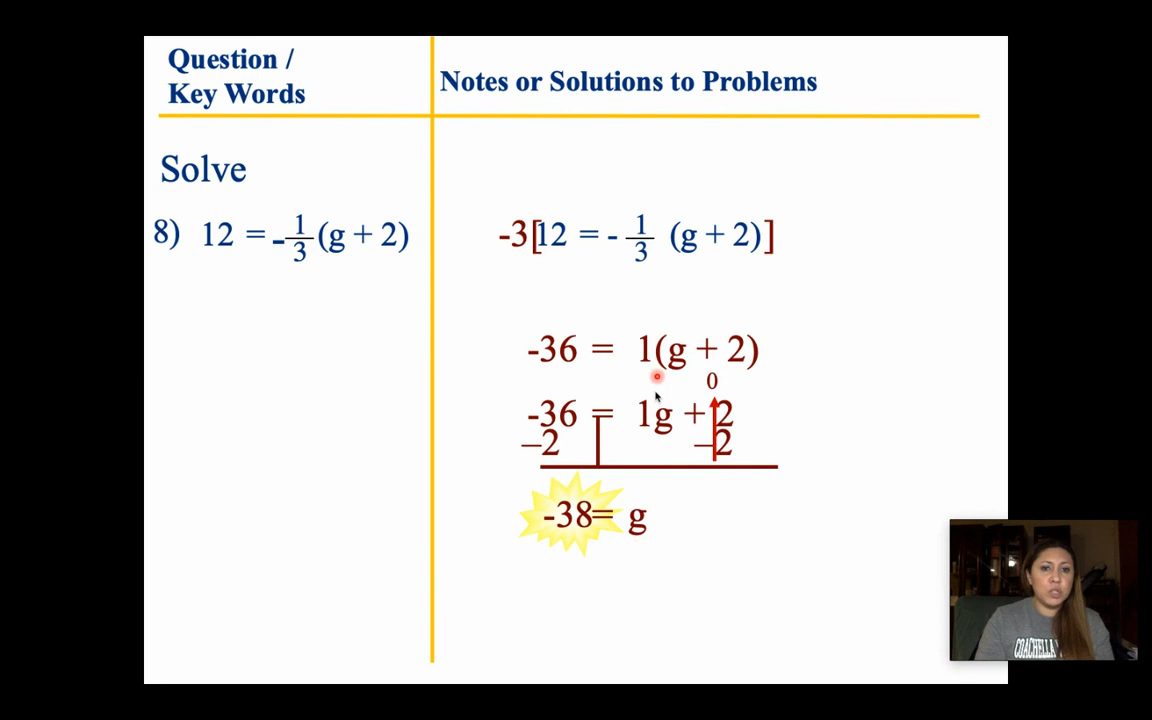 Question /
Key Words
Notes or Solutions to Problems
Solve
8) 12 = -1/3 (g + 2)
-3[12 = - 1/3 (g + 2)]
-36 = 1(g + 2)
0
-36 = 1g + 2
−2 −2
-38= g
COACHELLA